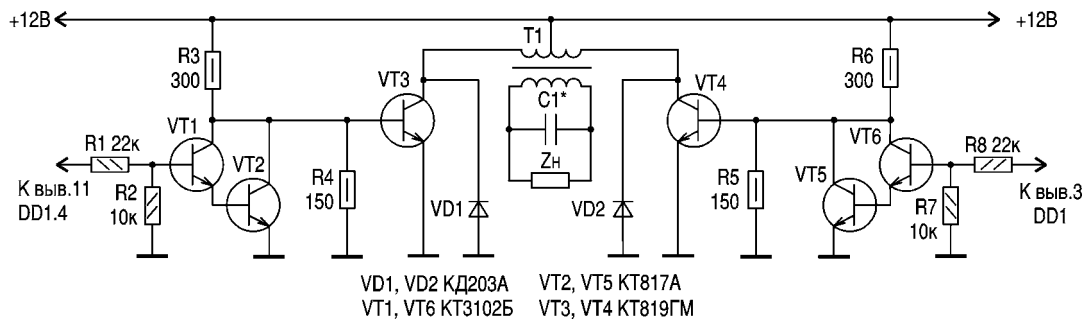 +12В
+12В
R3
300
T1
R6
300
VT3
VT4
C1*
VT1
VT6
R1 22к
R8 22к
VT2
R4
150
Zн
R5
150
VT5
К выв.11
DD1.4
R2
10к
VD1
VD2
R7
10к
К выв.3
DD1
VD1, VD2 КД203А
VT2, VT5 КТ817А
VT1, VT6 КТ3102Б
VT3, VT4 КТ819ГМ